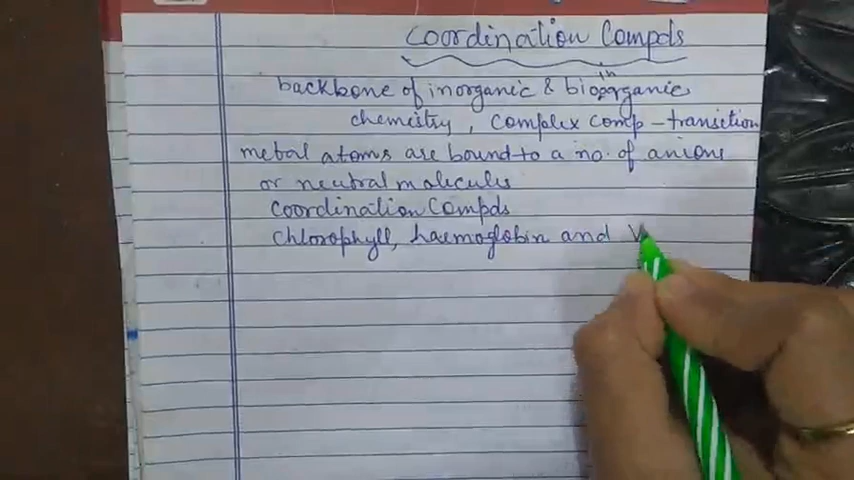 Coordination Compds
backbone of inorganic & bioinorganic
chemistry, complex comp - transition
metal atoms are bound to a no. of anions
or neutral molecules
Coordination Compds
chlorophyll, haemoglobin and V